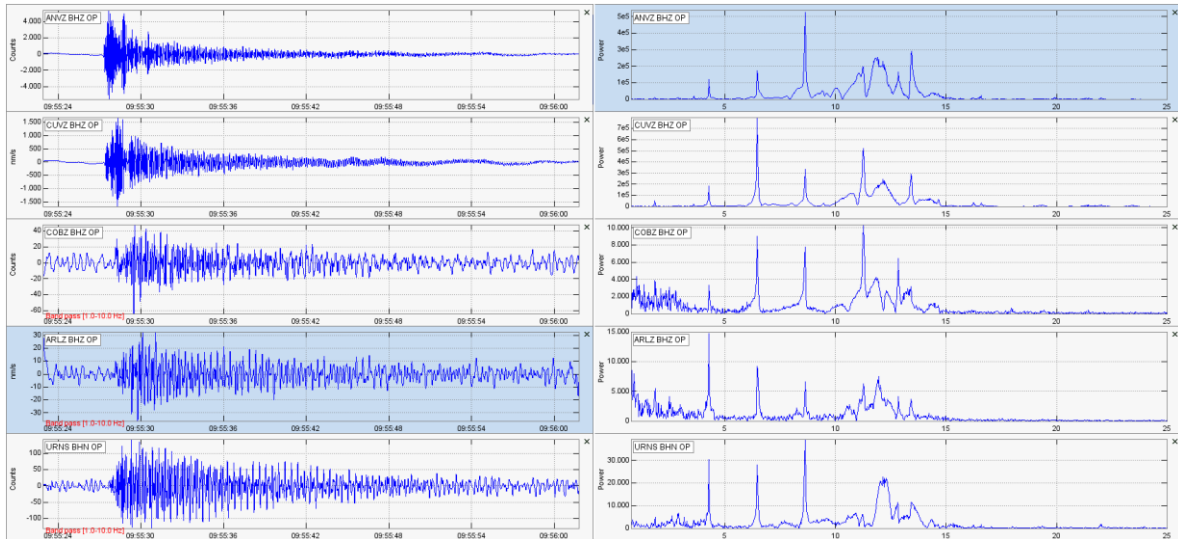 ANVZ BHZ OP
Counts
4.000
2.000
0
-2.000
-4.000
09:55:24 09:55:30 09:55:36 09:55:42 09:55:48 09:55:54 09:56:00
ANVZ BHZ OP
Power
5e5
4e5
3e5
2e5
1e5
0
5 10 15 20 25
CUVZ BHZ OP
nm/s
1.500
1.000
500
0
-500
-1.000
-1.500
09:55:24 09:55:30 09:55:36 09:55:42 09:55:48 09:55:54 09:56:00
CUVZ BHZ OP
Power
7e5
6e5
5e5
4e5
3e5
2e5
1e5
0
5 10 15 20 25
COBZ BHZ OP
Counts
40
20
0
-20
-40
-60
Band pass [1.0-10.0 Hz]
09:55:24 09:55:30 09:55:36 09:55:42 09:55:48 09:55:54 09:56:00
COBZ BHZ OP
Power
10.000
8.000
6.000
4.000
2.000
0
5 10 15 20 25
ARLZ BHZ OP
nm/s
30
20
10
0
-10
-20
-30
Band pass [1.0-10.0 Hz]
09:55:24 09:55:30 09:55:36 09:55:42 09:55:48 09:55:54 09:56:00
ARLZ BHZ OP
Power
15.000
10.000
5.000
0
5 10 15 20 25
URNS BHN OP
Counts
100
50
0
-50
-100
Band pass [1.0-10.0 Hz]
09:55:24 09:55:30 09:55:36 09:55:42 09:55:48 09:55:54 09:56:00
URNS BHN OP
Power
30.000
20.000
10.000
0
5 10 15 20 25